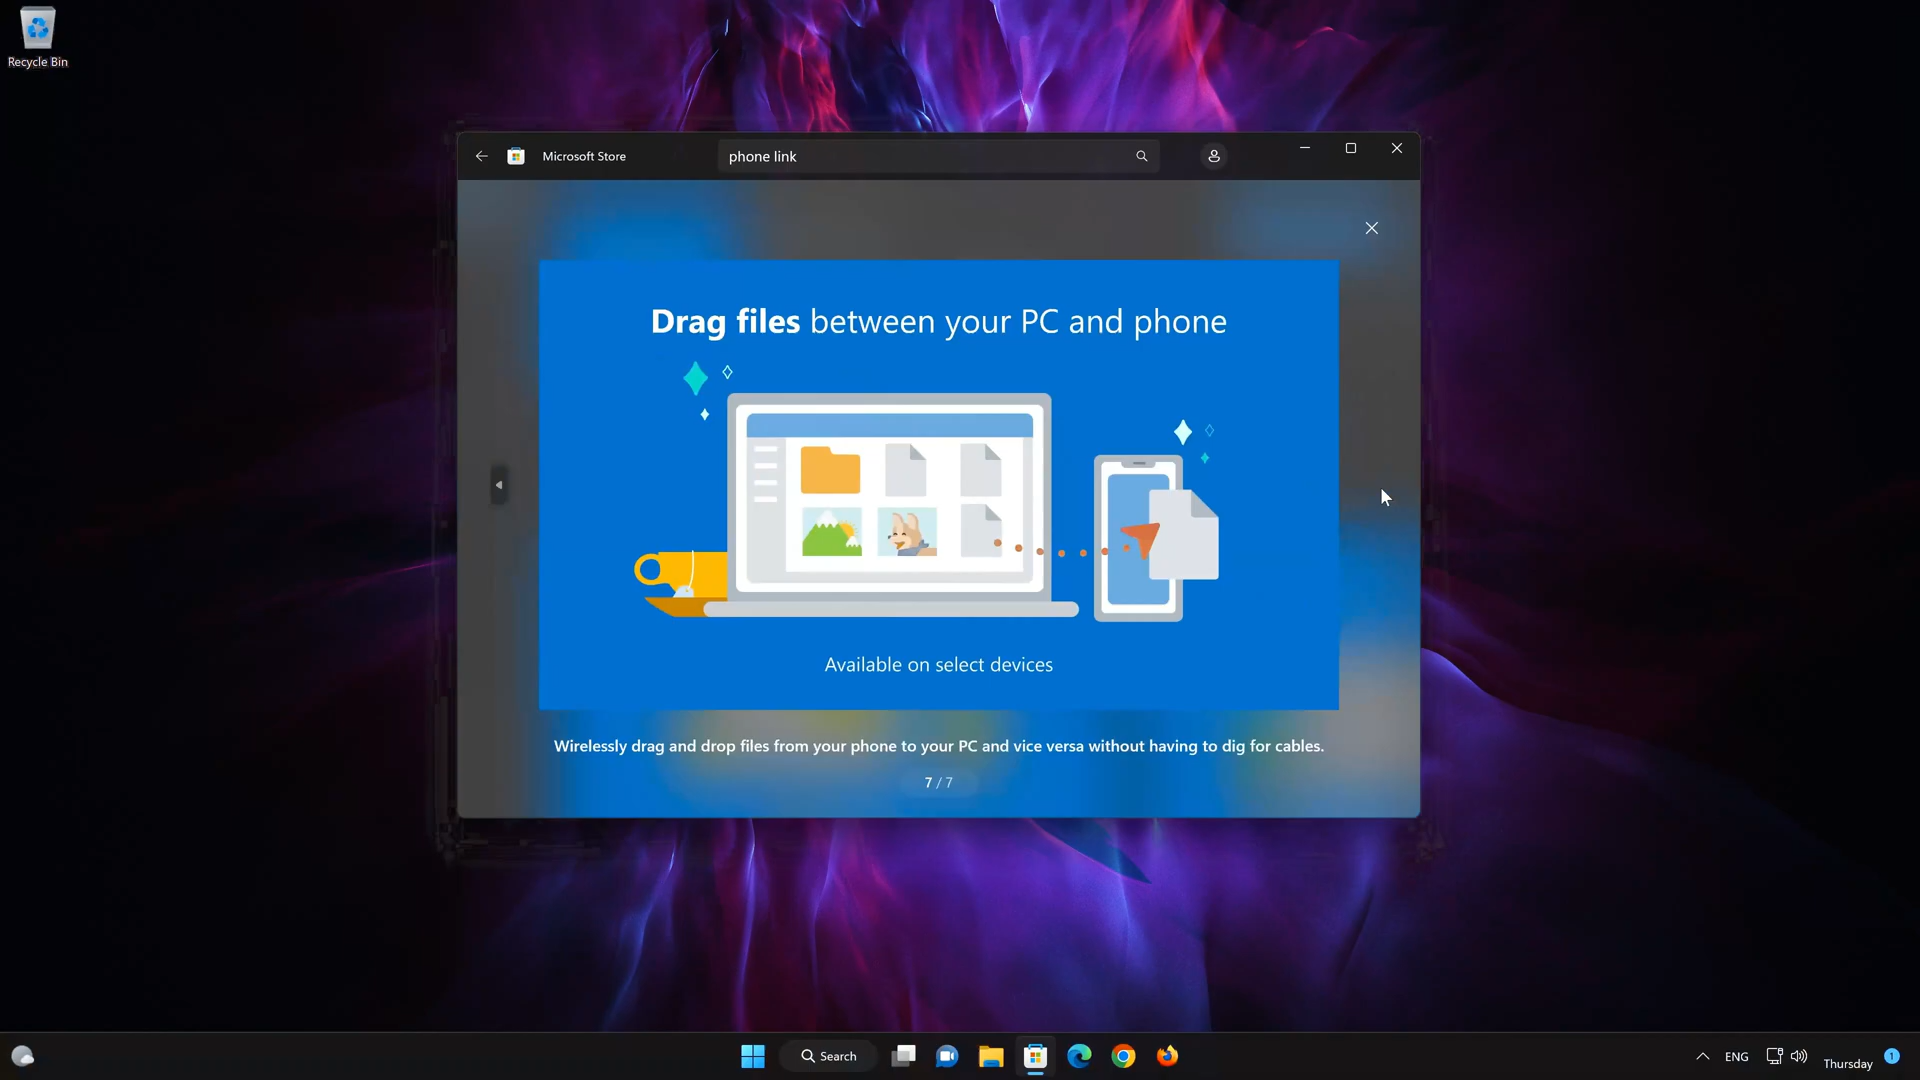 Recycle Bin
Microsoft Store
phone link
Drag files between your PC and phone
Available on select devices
Wirelessly drag and drop files from your phone to your PC and vice versa without having to dig for cables.
7 / 7
Search
ENG
Thursday
1